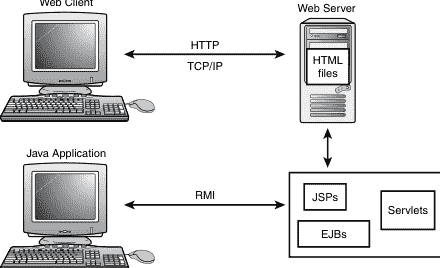 Web Client
Web Server
HTTP
TCP/IP
HTML
files
Java Application
RMI
JSPs
Servlets
EJBs